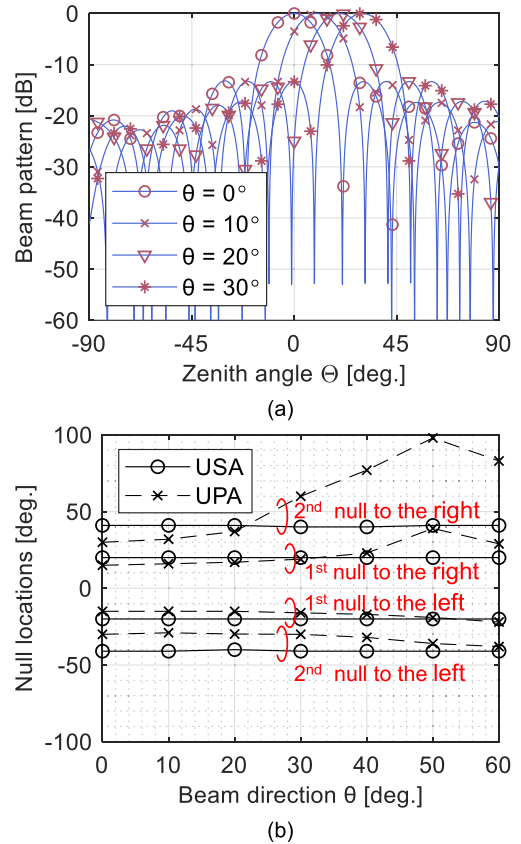 0
-10
-20
-30
-40
-50
-60
Beam pattern [dB]
θ = 0°
θ = 10°
θ = 20°
θ = 30°
-90 -45 0 45 90
Zenith angle Θ [deg.]
(a)
100
50
0
-50
-100
Null locations [deg.]
USA
UPA
2nd null to the right
1st null to the right
1st null to the left
2nd null to the left
0 10 20 30 40 50 60
Beam direction θ [deg.]
(b)